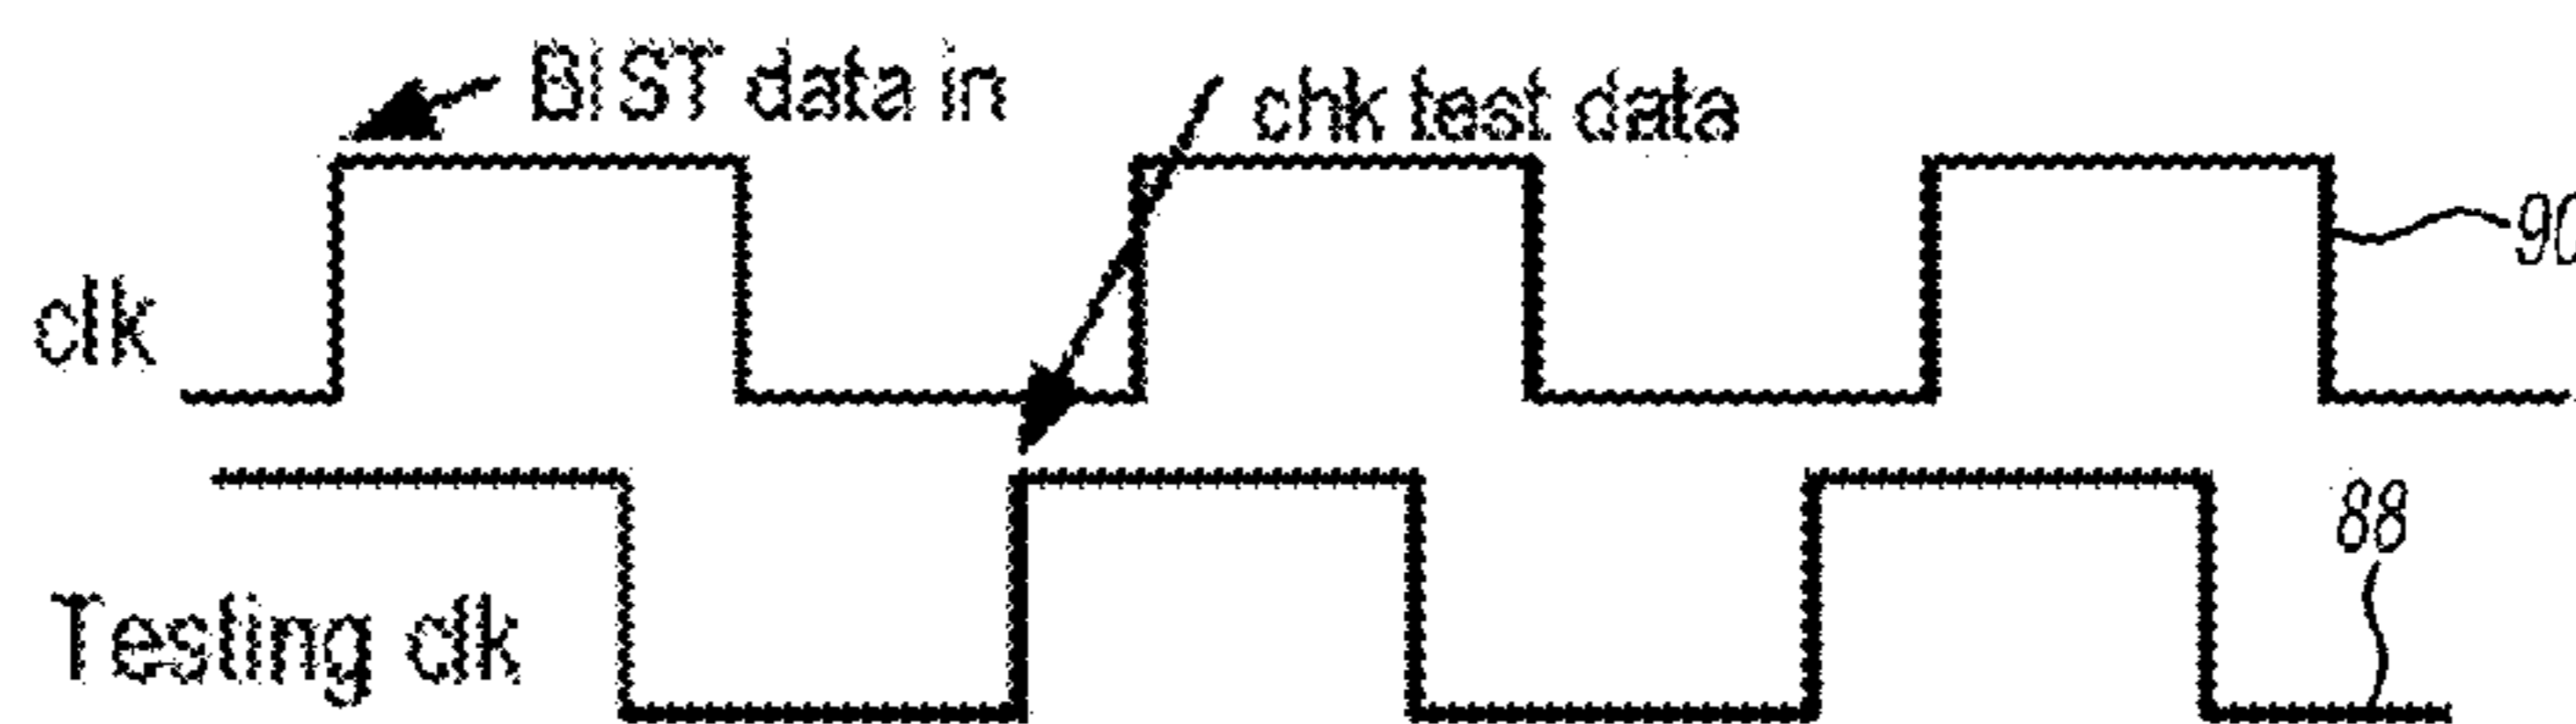 BIST data in
chk test data
clk
90
Testing clk
88